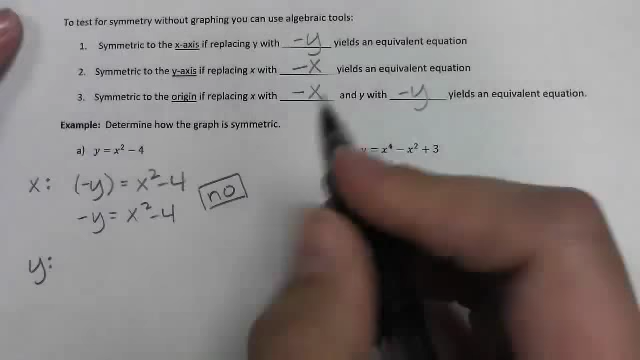 To test for symmetry without graphing you can use algebraic tools:
1. Symmetric to the x-axis if replacing y with -y yields an equivalent equation
2. Symmetric to the y-axis if replacing x with -x yields an equivalent equation
3. Symmetric to the origin if replacing x with -x and y with -y yields an equivalent equation.
Example: Determine how the graph is symmetric.
a) y = x² − 4
y = x⁴ − x² + 3
x: (-y) = x² - 4
-y = x² - 4 no
y: